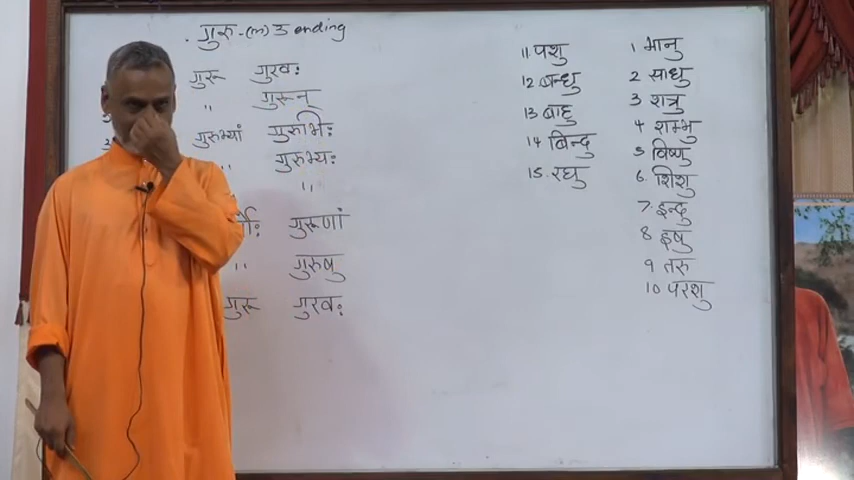 . गुरु - (m) उ ending
गुरू गुरवः
" गुरून्
गुरुभ्यां गुरुभिः
गुरुभ्यः
"
र्वोः गुरूणां
" गुरुषु
गुरू गुरवः
11 पशु
12 बन्धु
13 बाहु
14 बिन्दु
15. रघु
1 भानु
2 साधु
3 शत्रु
4 शम्भु
5 विष्णु
6. शिशु
7. इन्दु
8 इषु
9 तरु
10 परशु